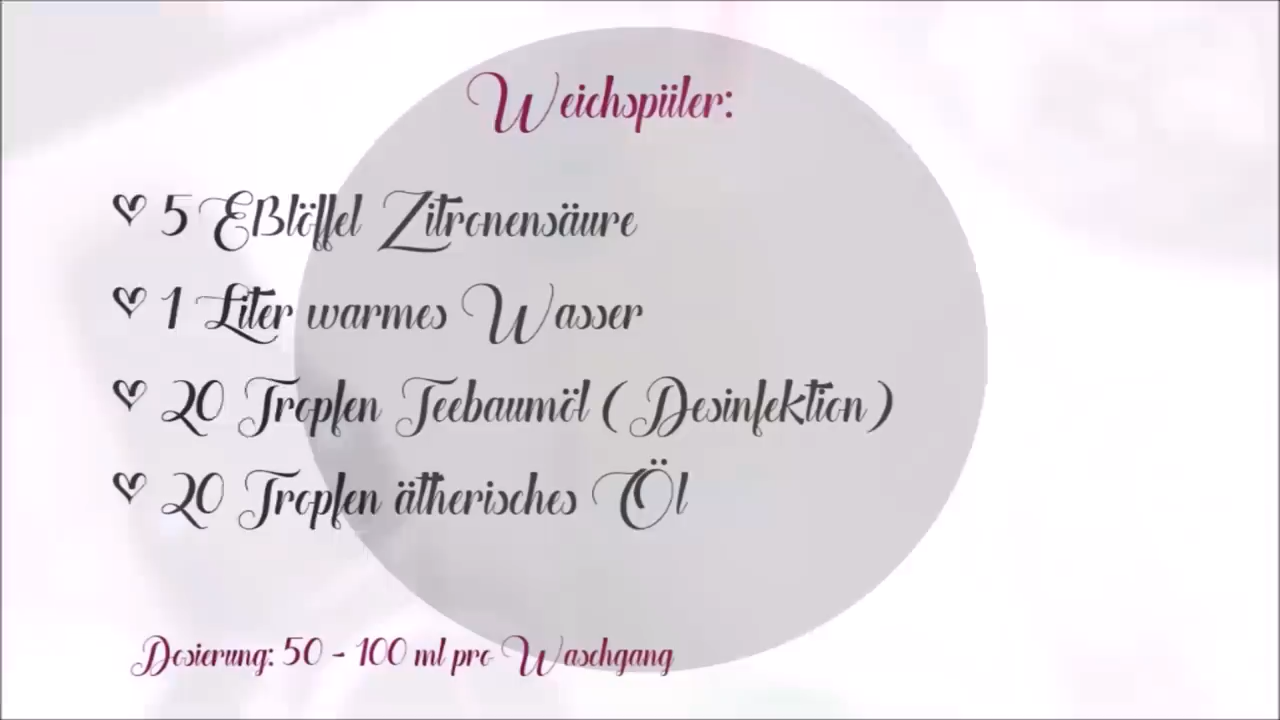 Weichspüler:
♥ 5 Eßlöffel Zitronensäure
♥ 1 Liter warmes Wasser
♥ 20 Tropfen Teebaumöl ( Desinfektion )
♥ 20 Tropfen ätherisches Öl
Dosierung: 50 - 100 ml pro Waschgang